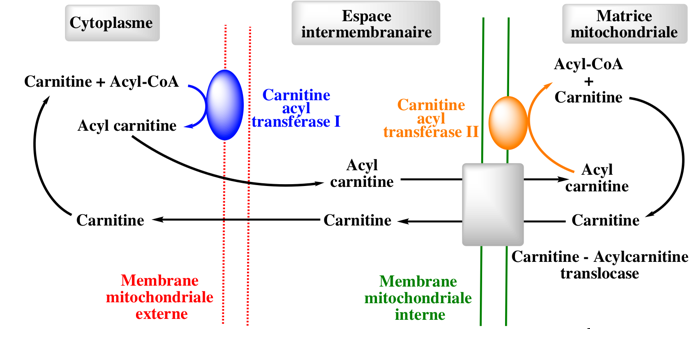 Cytoplasme
Espace
intermembranaire
Matrice
mitochondriale
Carnitine + Acyl-CoA
Acyl carnitine
Carnitine
acyl
transférase I
Carnitine
acyl
transférase II
Acyl-CoA
+
Carnitine
Acyl
carnitine
Acyl
carnitine
Carnitine
Carnitine
Carnitine
Carnitine - Acylcarnitine
translocase
Membrane
mitochondriale
externe
Membrane
mitochondriale
interne